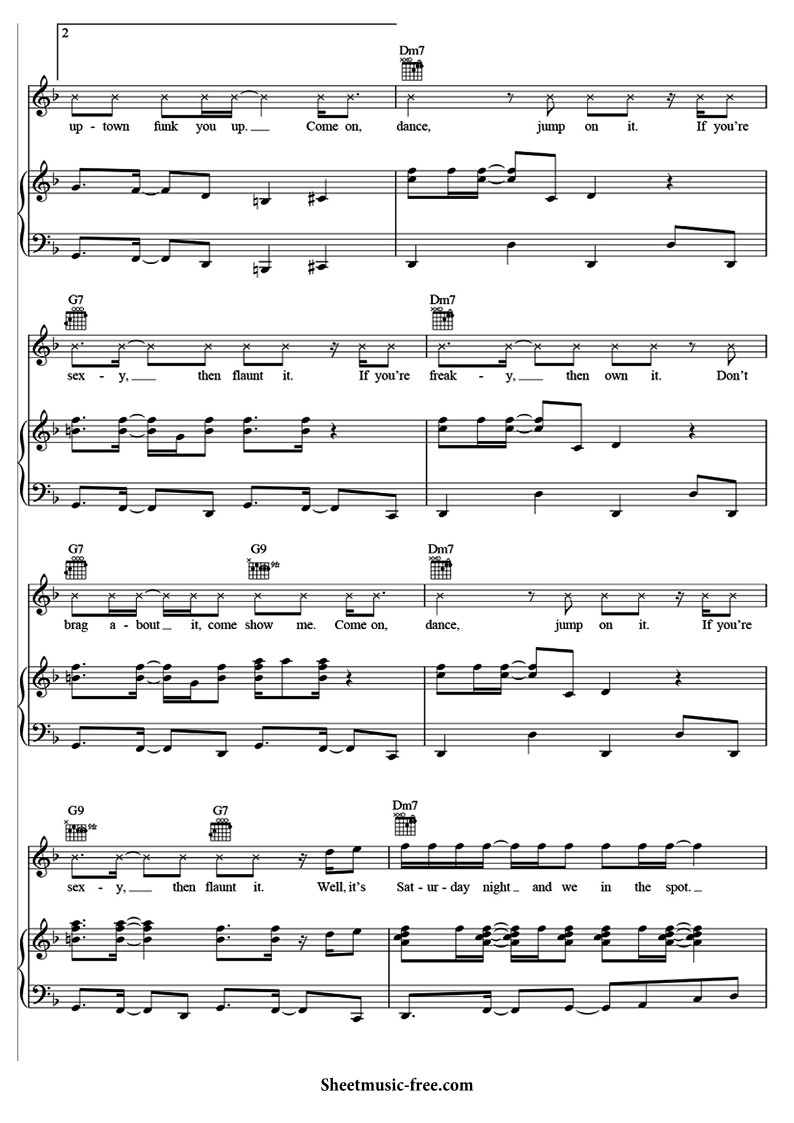 2
Dm7
up - town funk you up. Come on, dance, jump on it. If you're
G7 Dm7
sex - y, then flaunt it. If you're freak - y, then own it. Don't
G7 G9 9fr Dm7
brag a - bout it, come show me. Come on, dance, jump on it. If you're
G9 9fr G7 Dm7
sex - y, then flaunt it. Well, it's Sat - ur - day night and we in the spot.
Sheetmusic-free.com